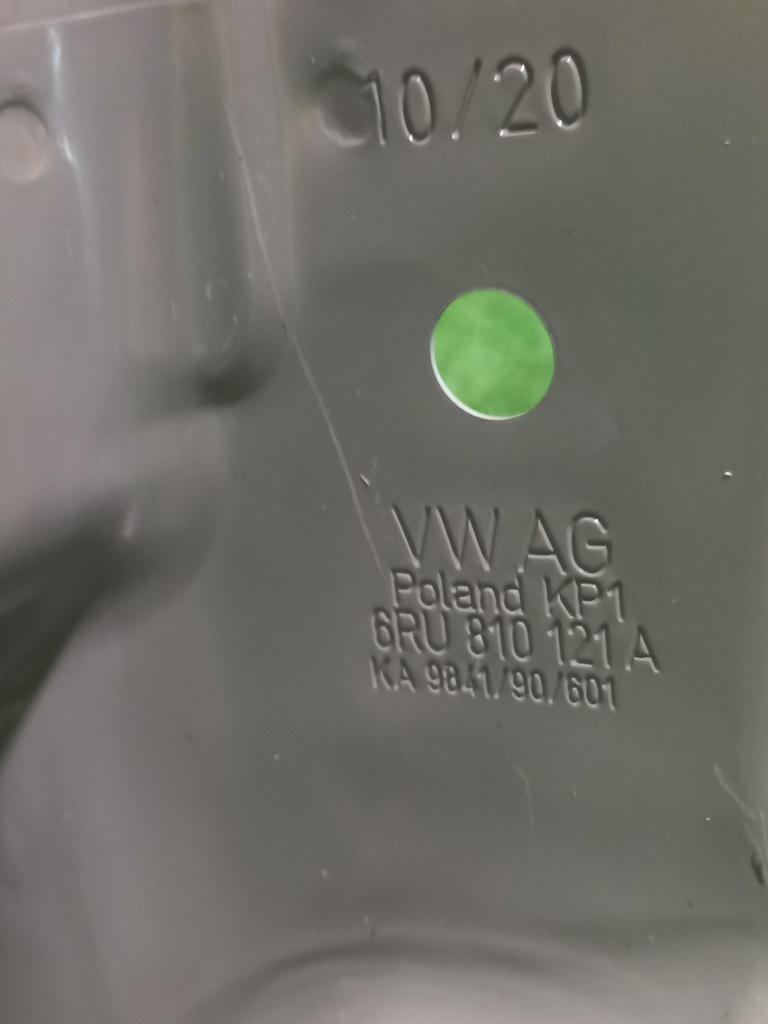 10/20
VW AG
Poland KP1
6RU 810 121 A
KA 9841/90/601